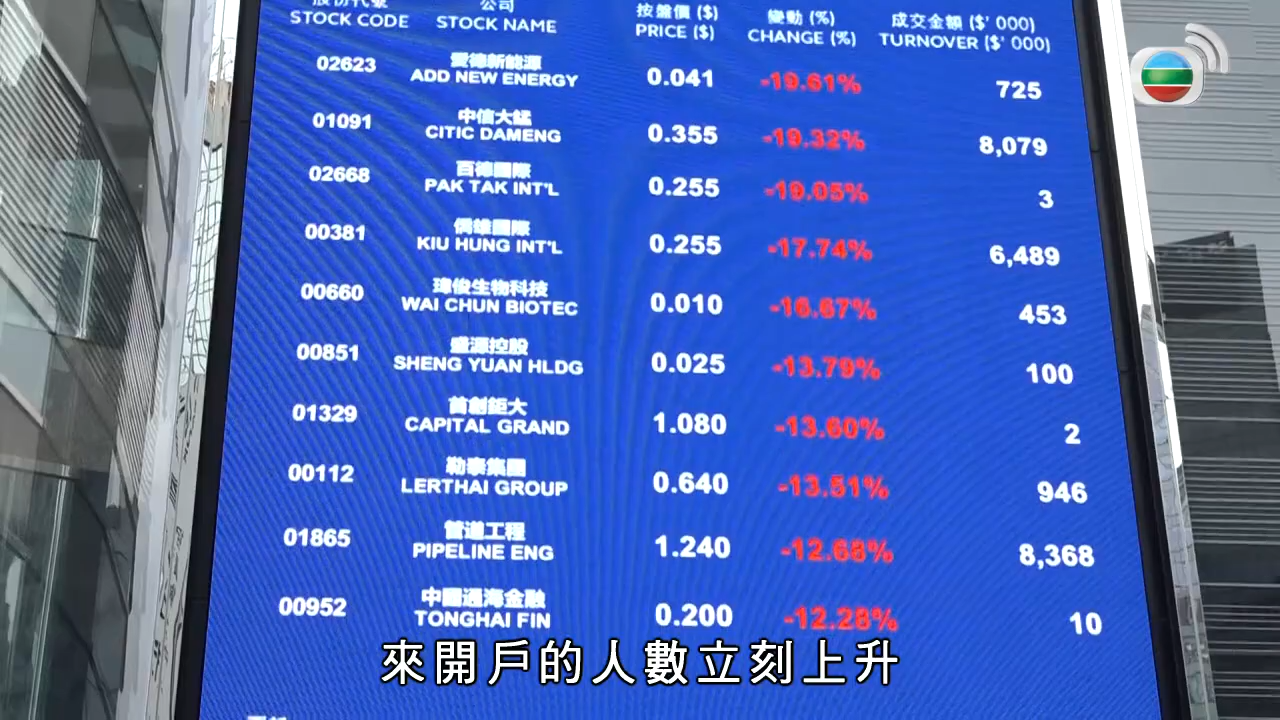 股份代號 公司 按盤價 ($) 變動 (%) 成交金額 ($' 000)
STOCK CODE STOCK NAME PRICE ($) CHANGE (%) TURNOVER ($' 000)
愛德新能源
02623 ADD NEW ENERGY 0.041 -19.61% 725
中信大錳
01091 CITIC DAMENG 0.355 -19.32% 8,079
百德國際
02668 PAK TAK INT'L 0.255 -19.05% 3
僑雄國際
00381 KIU HUNG INT'L 0.255 -17.74% 6,489
瑋俊生物科技
00660 WAI CHUN BIOTEC 0.010 -16.67% 453
盛源控股
00851 SHENG YUAN HLDG 0.025 -13.79% 100
首創鉅大
01329 CAPITAL GRAND 1.080 -13.60% 2
勒泰集團
00112 LERTHAI GROUP 0.640 -13.51% 946
管道工程
01865 PIPELINE ENG 1.240 -12.68% 8,368
中國通海金融
00952 TONGHAI FIN 0.200 -12.28% 10
來開戶的人數立刻上升